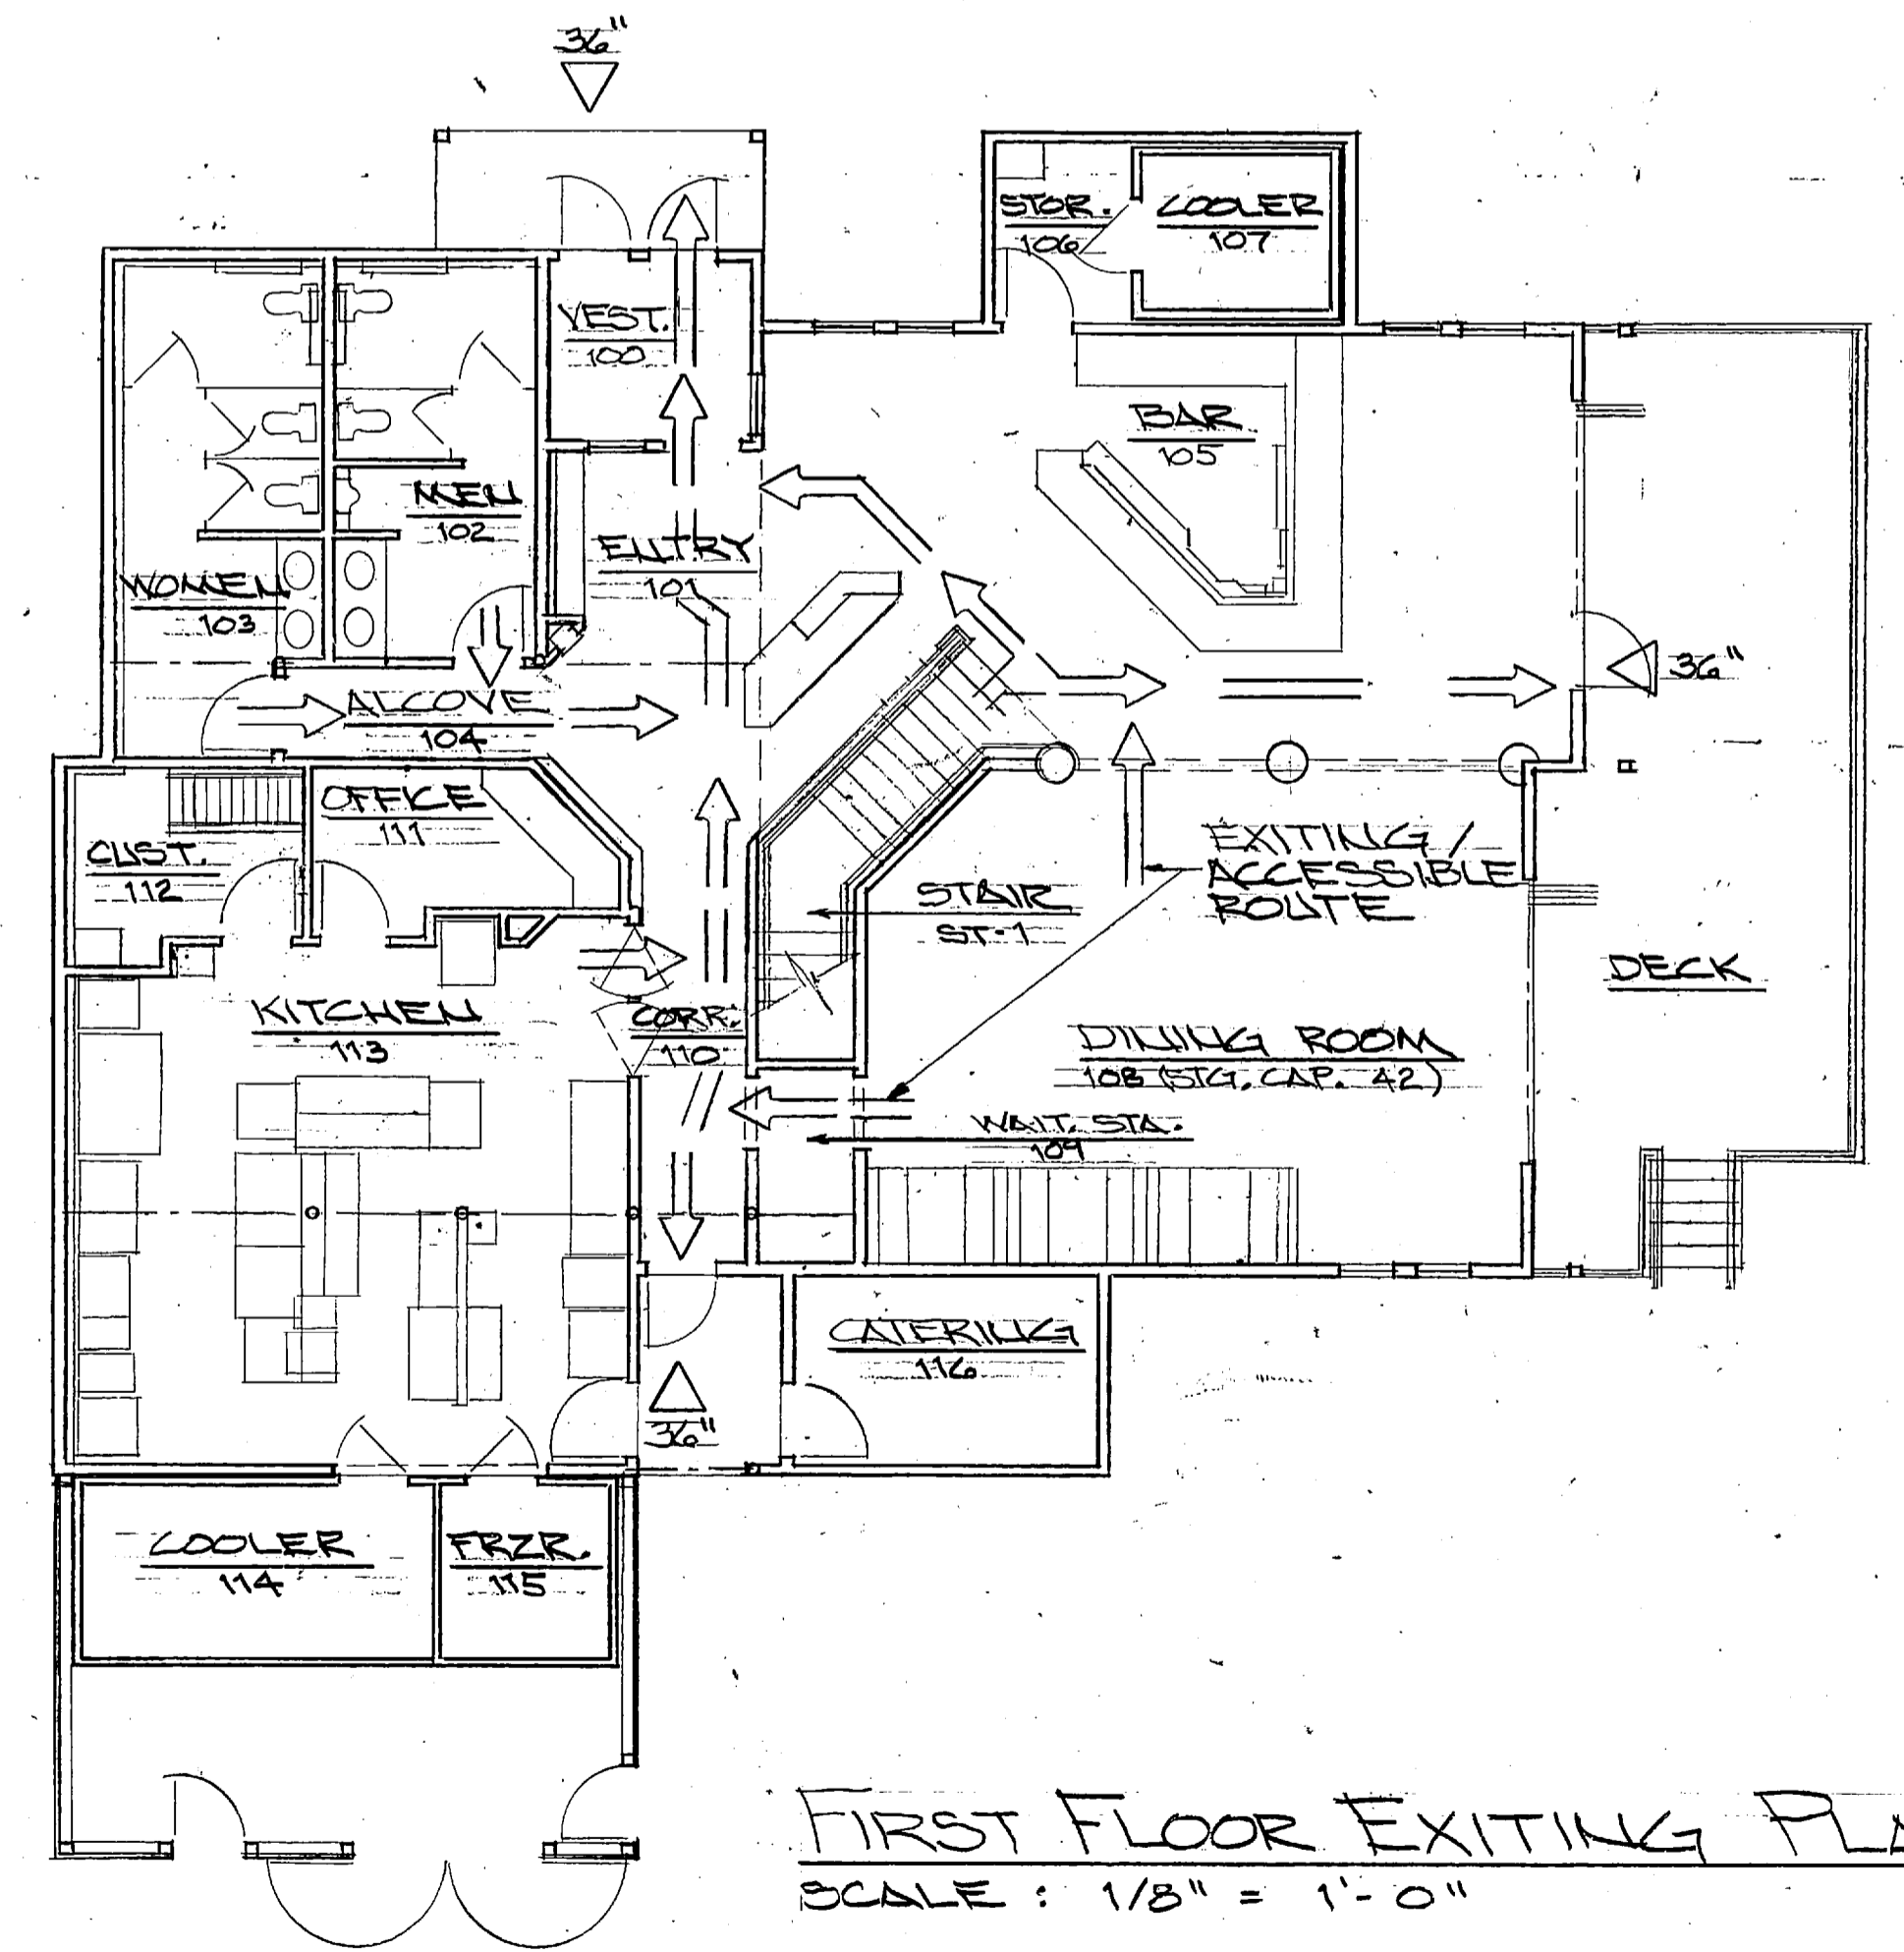 36"
STOR.
106
COOLER
107
VEST.
100
BAR
105
MEN
102
ENTRY
101
WOMEN
103
36"
ALCOVE
104
OFFICE
111
CUST.
112
EXITING /
ACCESSIBLE
ROUTE
STAIR
ST-1
DECK
KITCHEN
113
CORR.
110
DINING ROOM
108 (STG. CAP. 42)
WAIT. STA.
109
CATERING
116
36"
COOLER
114
FRZR.
115
FIRST FLOOR EXITING PLA
SCALE : 1/8" = 1'-0"